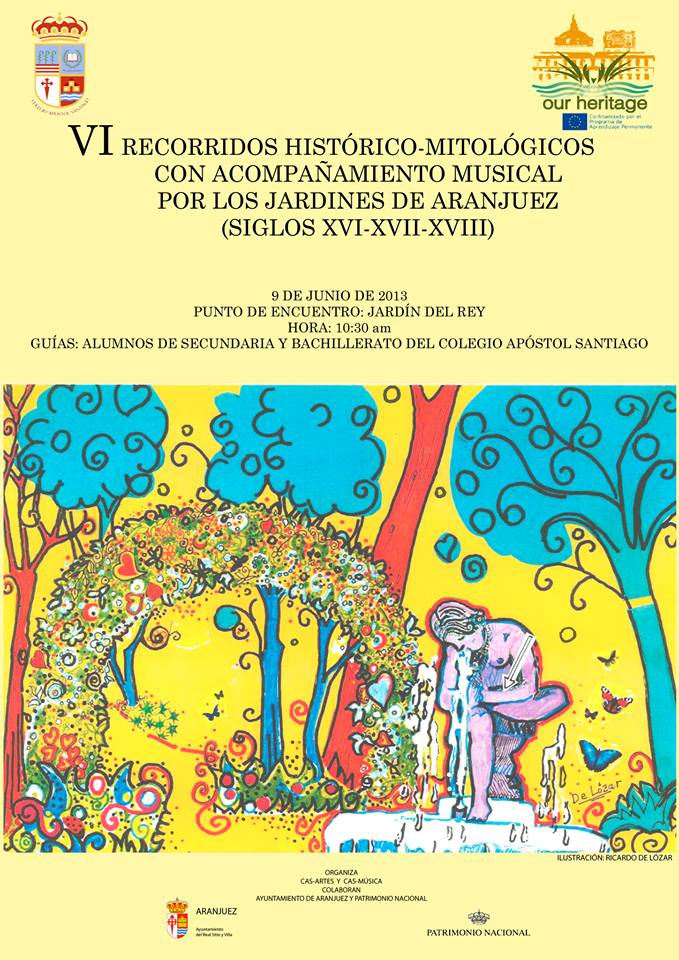 COLEGIO APÓSTOL SANTIAGO
our heritage
Co-financiado por el
Programa de
Aprendizaje Permanente
VI RECORRIDOS HISTÓRICO-MITOLÓGICOS
CON ACOMPAÑAMIENTO MUSICAL
POR LOS JARDINES DE ARANJUEZ
(SIGLOS XVI-XVII-XVIII)
9 DE JUNIO DE 2013
PUNTO DE ENCUENTRO: JARDÍN DEL REY
HORA: 10:30 am
GUÍAS: ALUMNOS DE SECUNDARIA Y BACHILLERATO DEL COLEGIO APÓSTOL SANTIAGO
De Lózar
ILUSTRACIÓN: RICARDO DE LÓZAR
ORGANIZA
CAS-ARTES Y CAS-MÚSICA
COLABORAN
AYUNTAMIENTO DE ARANJUEZ Y PATRIMONIO NACIONAL
ARANJUEZ
Ayuntamiento
del Real Sitio y Villa
PATRIMONIO NACIONAL